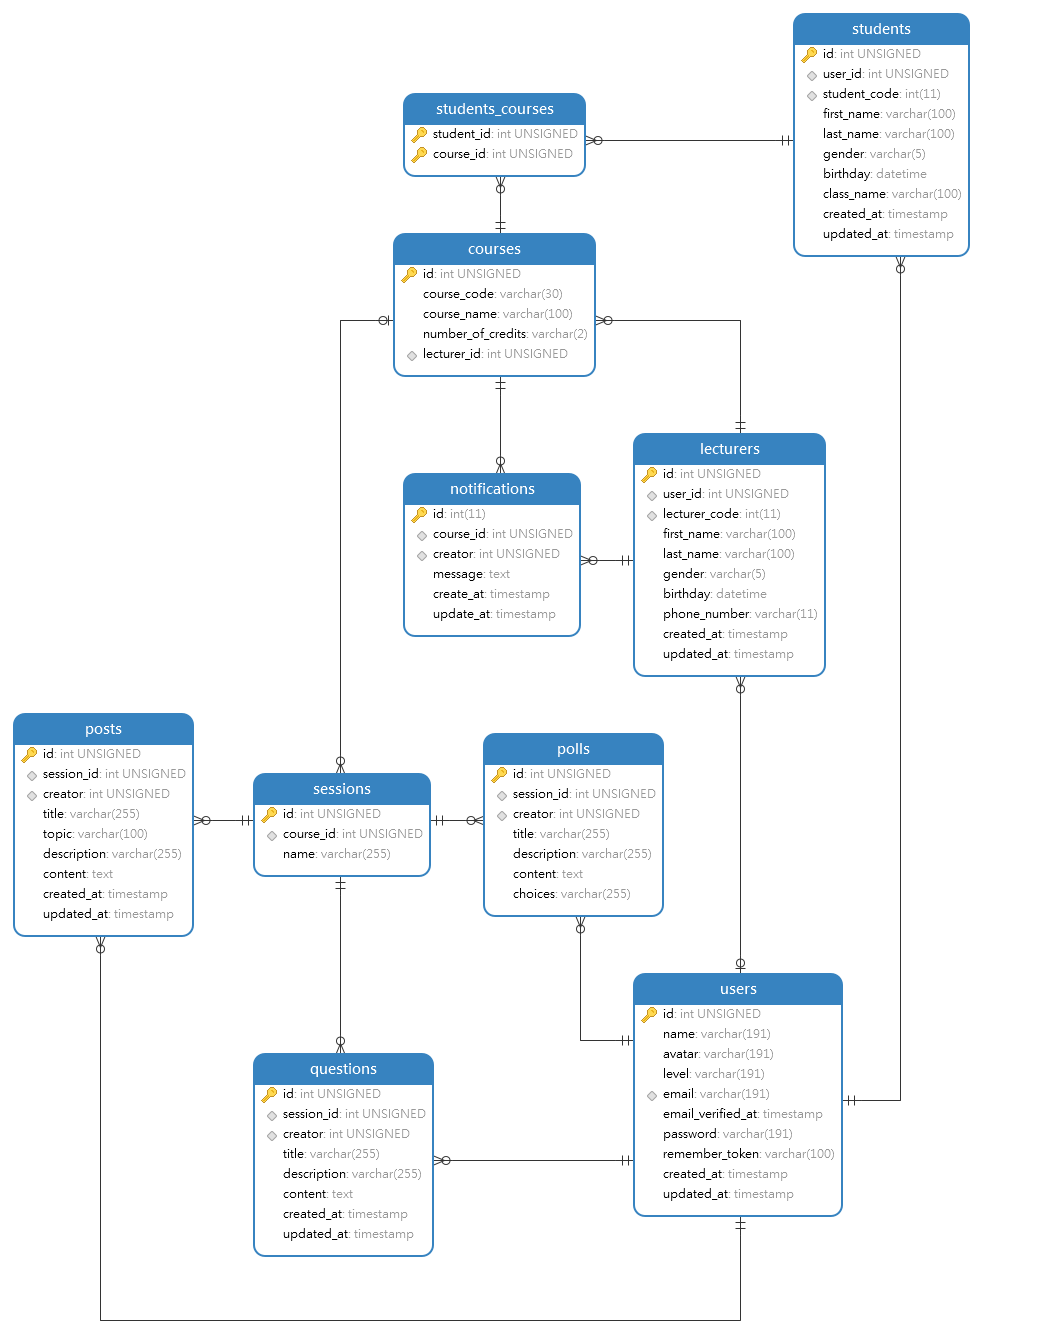 students
id: int UNSIGNED
user_id: int UNSIGNED
student_code: int(11)
first_name: varchar(100)
last_name: varchar(100)
gender: varchar(5)
birthday: datetime
class_name: varchar(100)
created_at: timestamp
updated_at: timestamp
students_courses
student_id: int UNSIGNED
course_id: int UNSIGNED
courses
id: int UNSIGNED
course_code: varchar(30)
course_name: varchar(100)
number_of_credits: varchar(2)
lecturer_id: int UNSIGNED
lecturers
id: int UNSIGNED
user_id: int UNSIGNED
lecturer_code: int(11)
first_name: varchar(100)
last_name: varchar(100)
gender: varchar(5)
birthday: datetime
phone_number: varchar(11)
created_at: timestamp
updated_at: timestamp
notifications
id: int(11)
course_id: int UNSIGNED
creator: int UNSIGNED
message: text
create_at: timestamp
update_at: timestamp
posts
id: int UNSIGNED
session_id: int UNSIGNED
creator: int UNSIGNED
title: varchar(255)
topic: varchar(100)
description: varchar(255)
content: text
created_at: timestamp
updated_at: timestamp
sessions
id: int UNSIGNED
course_id: int UNSIGNED
name: varchar(255)
polls
id: int UNSIGNED
session_id: int UNSIGNED
creator: int UNSIGNED
title: varchar(255)
description: varchar(255)
content: text
choices: varchar(255)
users
id: int UNSIGNED
name: varchar(191)
avatar: varchar(191)
level: varchar(191)
email: varchar(191)
email_verified_at: timestamp
password: varchar(191)
remember_token: varchar(100)
created_at: timestamp
updated_at: timestamp
questions
id: int UNSIGNED
session_id: int UNSIGNED
creator: int UNSIGNED
title: varchar(255)
description: varchar(255)
content: text
created_at: timestamp
updated_at: timestamp